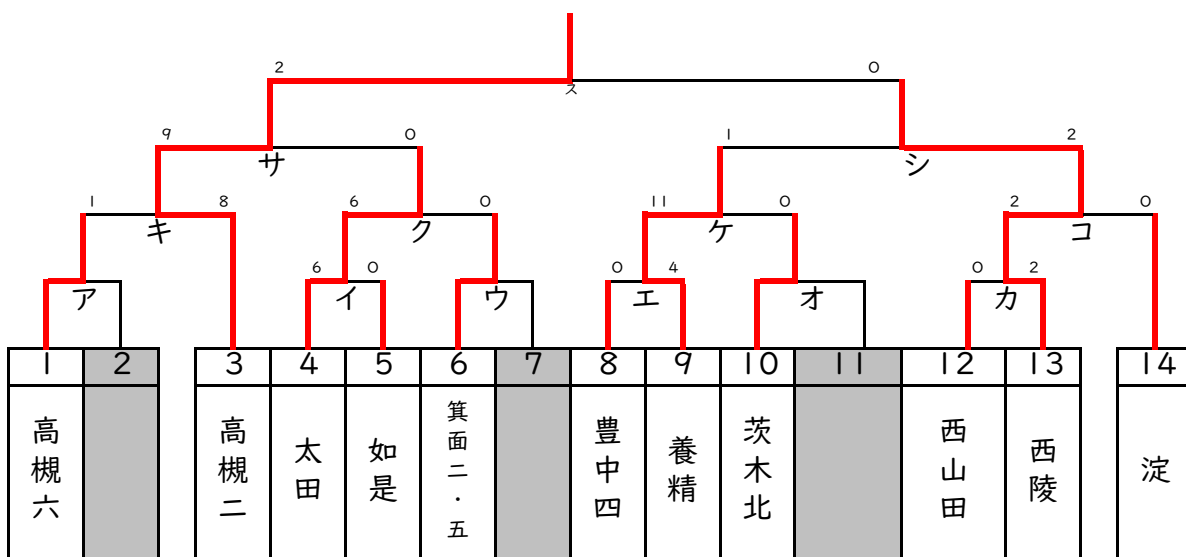 2 0
ス
9 0 1 2
サ シ
1 8 6 0 11 0 2 0
キ ク ケ コ
6 0 0 4 0 2
ア イ ウ エ オ カ
1 2 3 4 5 6 7 8 9 10 11 12 13 14
高槻六
高槻二
太田
如是
箕面二・五
豊中四
養精
茨木北
西山田
西陵
淀